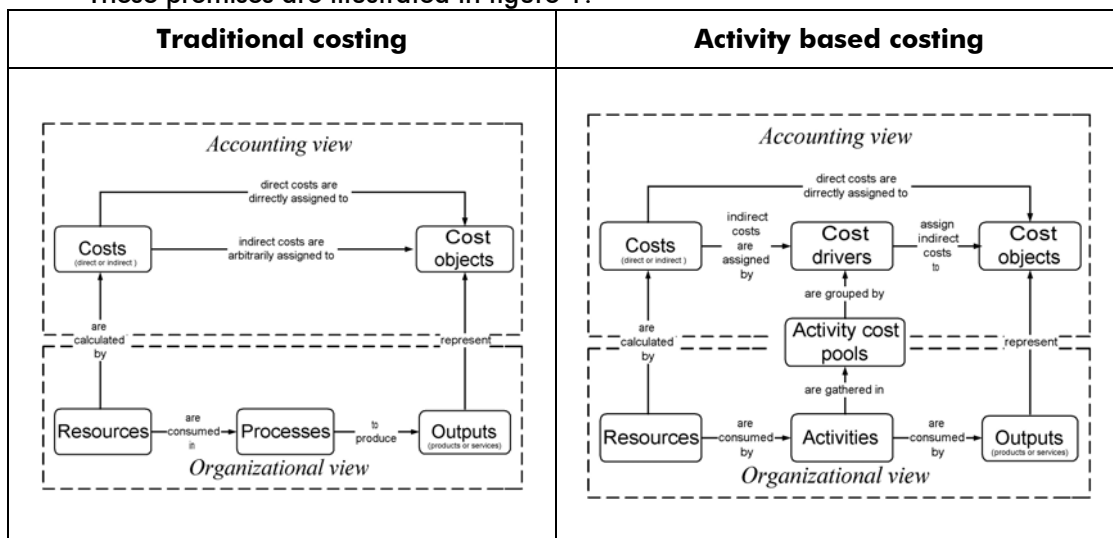 These premises are illustrated in figure 1:
Traditional costing
Activity based costing
Accounting view
direct costs are
dirrectly assigned to
Costs
(direct or indirect )
indirect costs are
arbitrarily assigned to
Cost
objects
are
calculated
by
represent
Resources
are
consumed
in
Processes
to
produce
Outputs
(products or services)
Organizational view
Accounting view
direct costs are
dirrectly assigned to
Costs
(direct or indirect )
indirect
costs
are
assigned
by
Cost
drivers
assign
indirect
costs
to
Cost
objects
are grouped by
are
calculated
by
Activity cost
pools
represent
are gathered in
Resources
are
consumed
by
Activities
are
consumed
by
Outputs
(products or services)
Organizational view